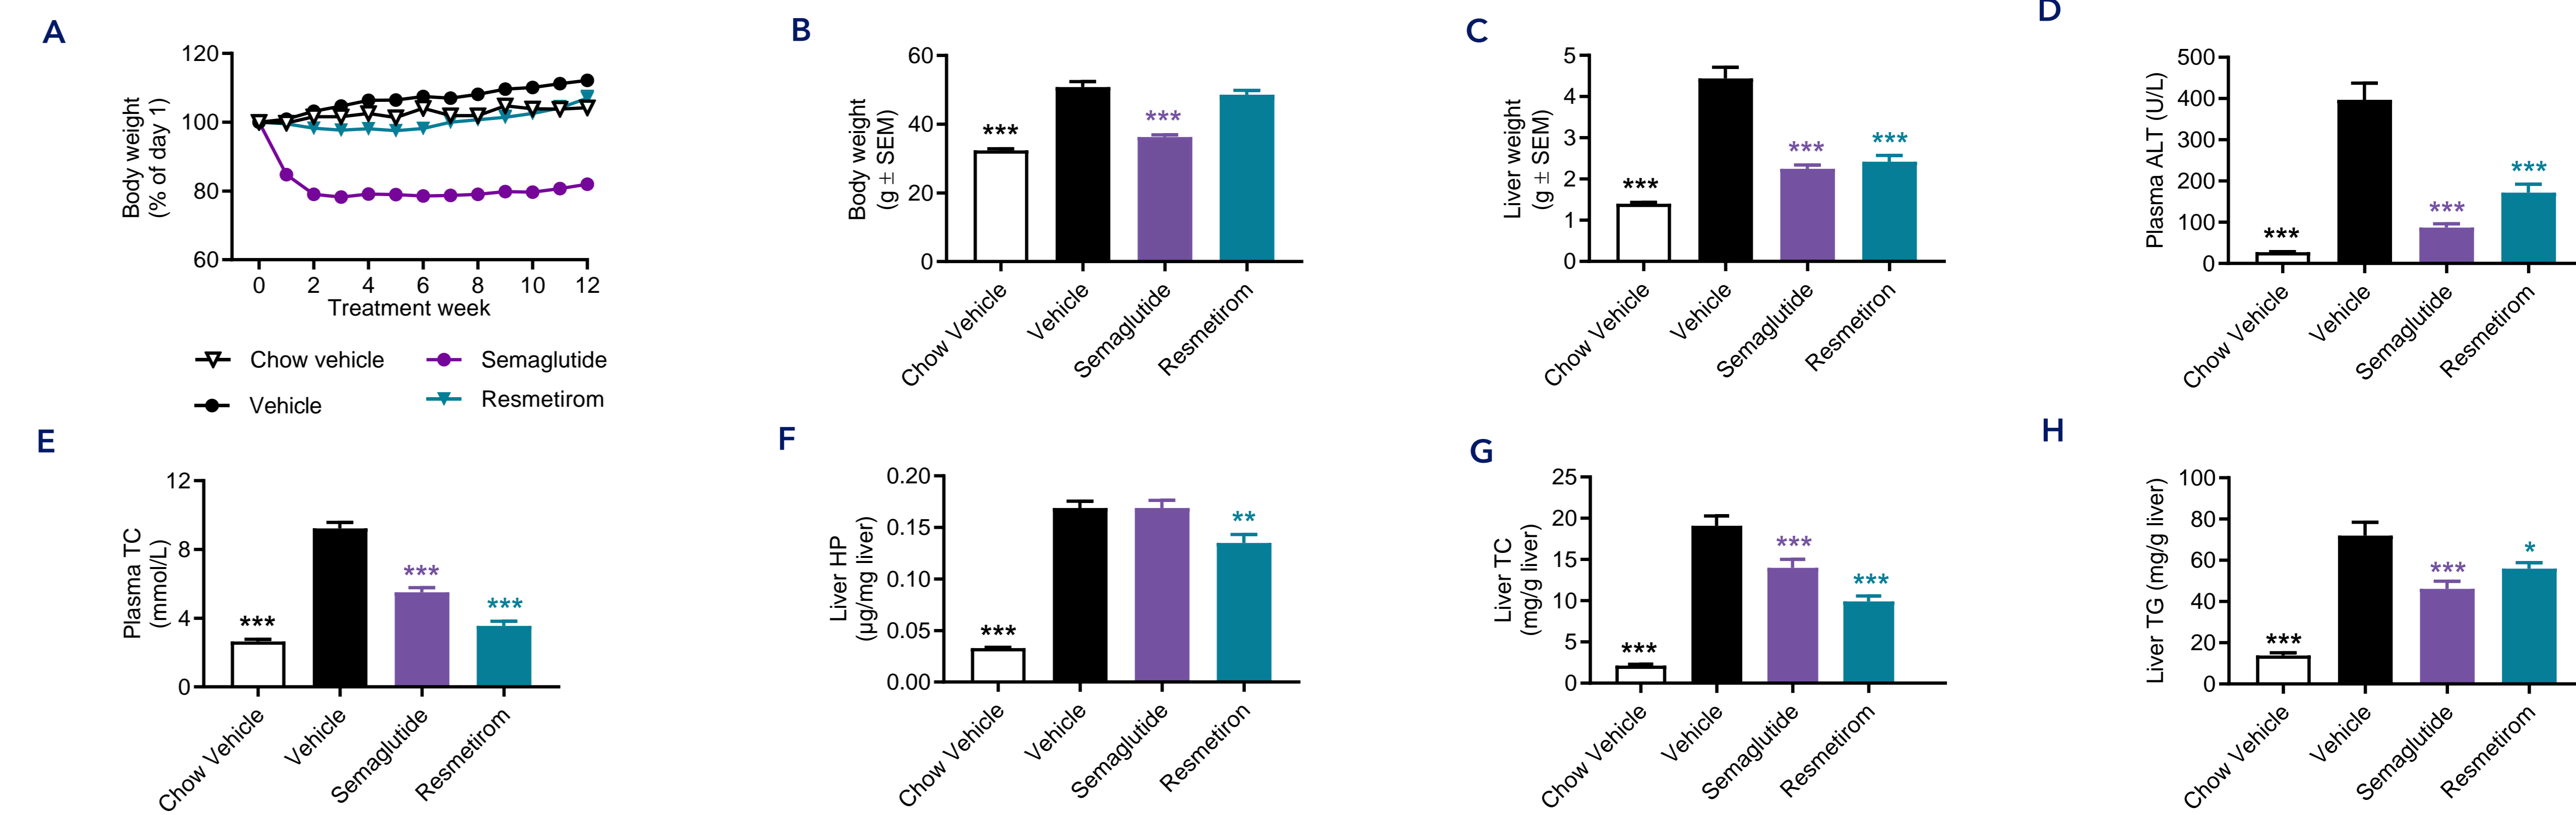 A
Body weight
(% of day 1)
120
100
80
60
0 2 4 6 8 10 12
Treatment week
Chow vehicle
Vehicle
Semaglutide
Resmetirom
B
Body weight
(g ± SEM)
60
40
20
0
***
***
Chow Vehicle
Vehicle
Semaglutide
Resmetirom
C
Liver weight
(g ± SEM)
5
4
3
2
1
0
***
***
***
Chow Vehicle
Vehicle
Semaglutide
Resmetiron
D
Plasma ALT (U/L)
500
400
300
200
100
0
***
***
***
Chow Vehicle
Vehicle
Semaglutide
Resmetirom
E
Plasma TC
(mmol/L)
12
8
4
0
***
***
***
Chow Vehicle
Vehicle
Semaglutide
Resmetirom
F
Liver HP
(µg/mg liver)
0.20
0.15
0.10
0.05
0.00
***
**
Chow Vehicle
Vehicle
Semaglutide
Resmetiron
G
Liver TC
(mg/g liver)
25
20
15
10
5
0
***
***
***
Chow Vehicle
Vehicle
Semaglutide
Resmetirom
H
Liver TG (mg/g liver)
100
80
60
40
20
0
***
***
*
Chow Vehicle
Vehicle
Semaglutide
Resmetirom